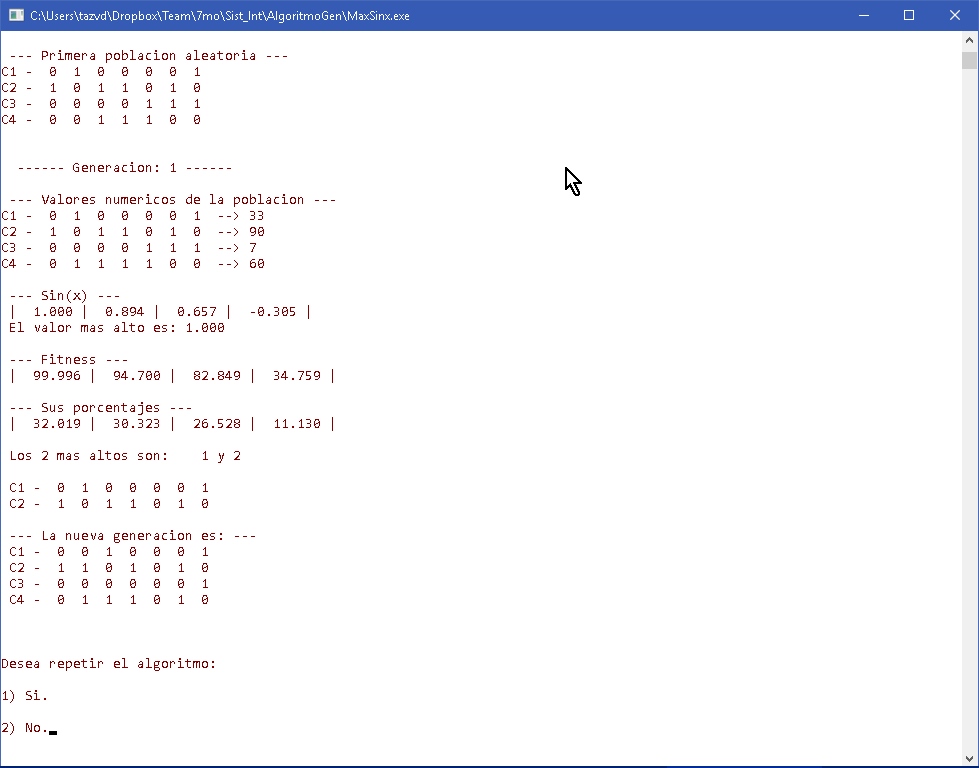 C:\Users\tazvd\Dropbox\Team\7mo\Sist_Int\AlgoritmoGen\MaxSinx.exe
--- Primera poblacion aleatoria ---
C1 - 0 1 0 0 0 0 1
C2 - 1 0 1 1 0 1 0
C3 - 0 0 0 0 1 1 1
C4 - 0 0 1 1 1 0 0
------ Generacion: 1 ------
--- Valores numericos de la poblacion ---
C1 - 0 1 0 0 0 0 1 --> 33
C2 - 1 0 1 1 0 1 0 --> 90
C3 - 0 0 0 0 1 1 1 --> 7
C4 - 0 1 1 1 1 0 0 --> 60
--- Sin(x) ---
| 1.000 | 0.894 | 0.657 | -0.305 |
El valor mas alto es: 1.000
--- Fitness ---
| 99.996 | 94.700 | 82.849 | 34.759 |
--- Sus porcentajes ---
| 32.019 | 30.323 | 26.528 | 11.130 |
Los 2 mas altos son: 1 y 2
C1 - 0 1 0 0 0 0 1
C2 - 1 0 1 1 0 1 0
--- La nueva generacion es: ---
C1 - 0 0 1 0 0 0 1
C2 - 1 1 0 1 0 1 0
C3 - 0 0 0 0 0 0 1
C4 - 0 1 1 1 0 1 0
Desea repetir el algoritmo:
1) Si.
2) No.